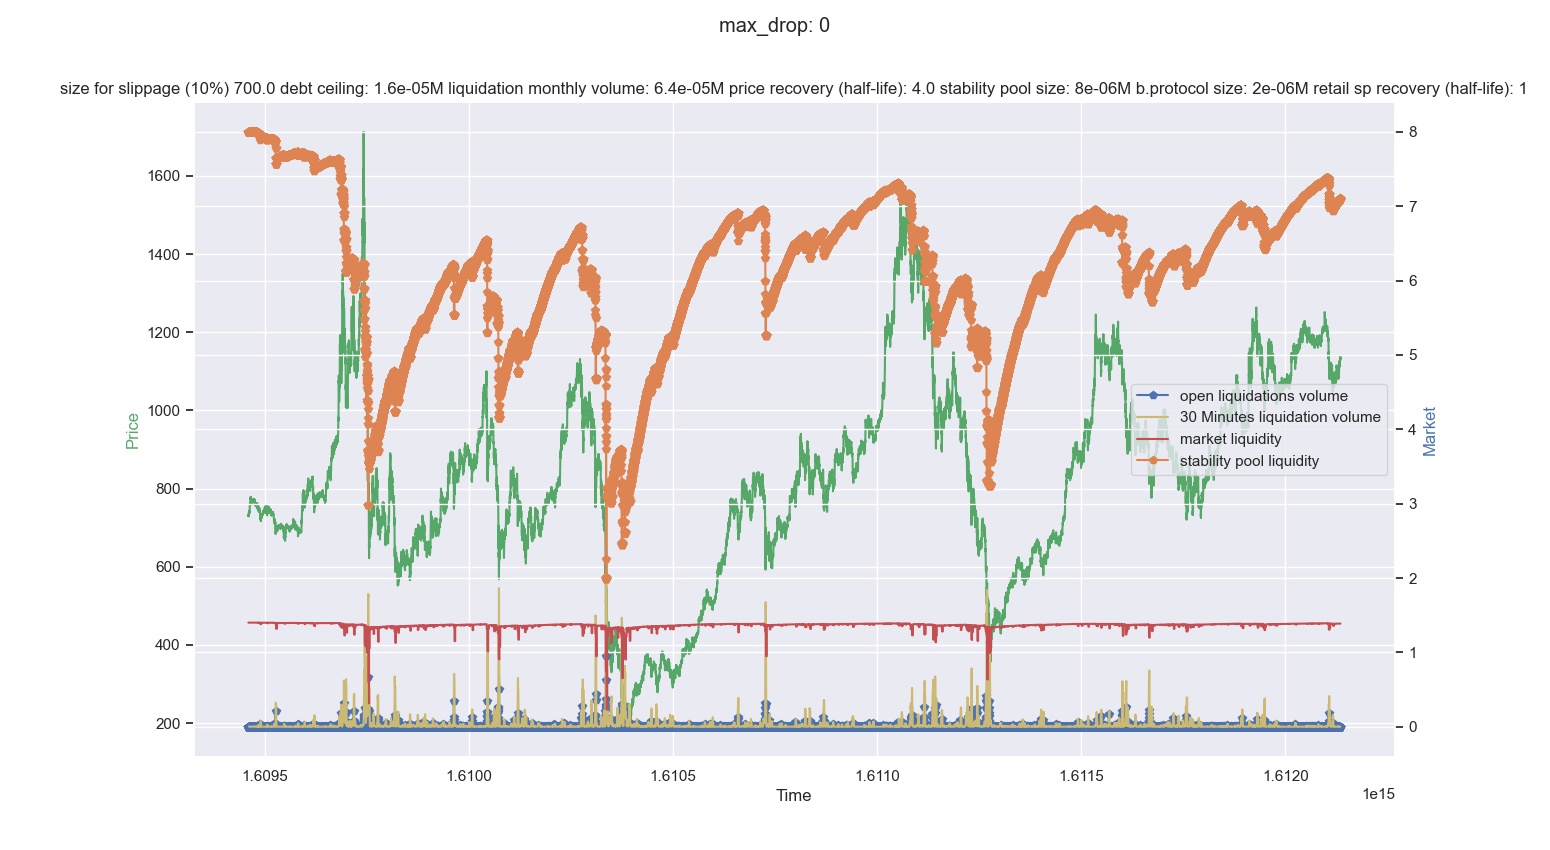 max_drop: 0
size for slippage (10%) 700.0 debt ceiling: 1.6e-05M liquidation monthly volume: 6.4e-05M price recovery (half-life): 4.0 stability pool size: 8e-06M b.protocol size: 2e-06M retail sp recovery (half-life): 1
8
1600
7
1400
6
1200
5
open liquidations volume
1000
30 Minutes liquidation volume
Price
4
Market
market liquidity
stability pool liquidity
800
3
600
2
400
1
200
0
1.6095
1.6100
1.6105
1.6110
1.6115
1.6120
Time
1e15